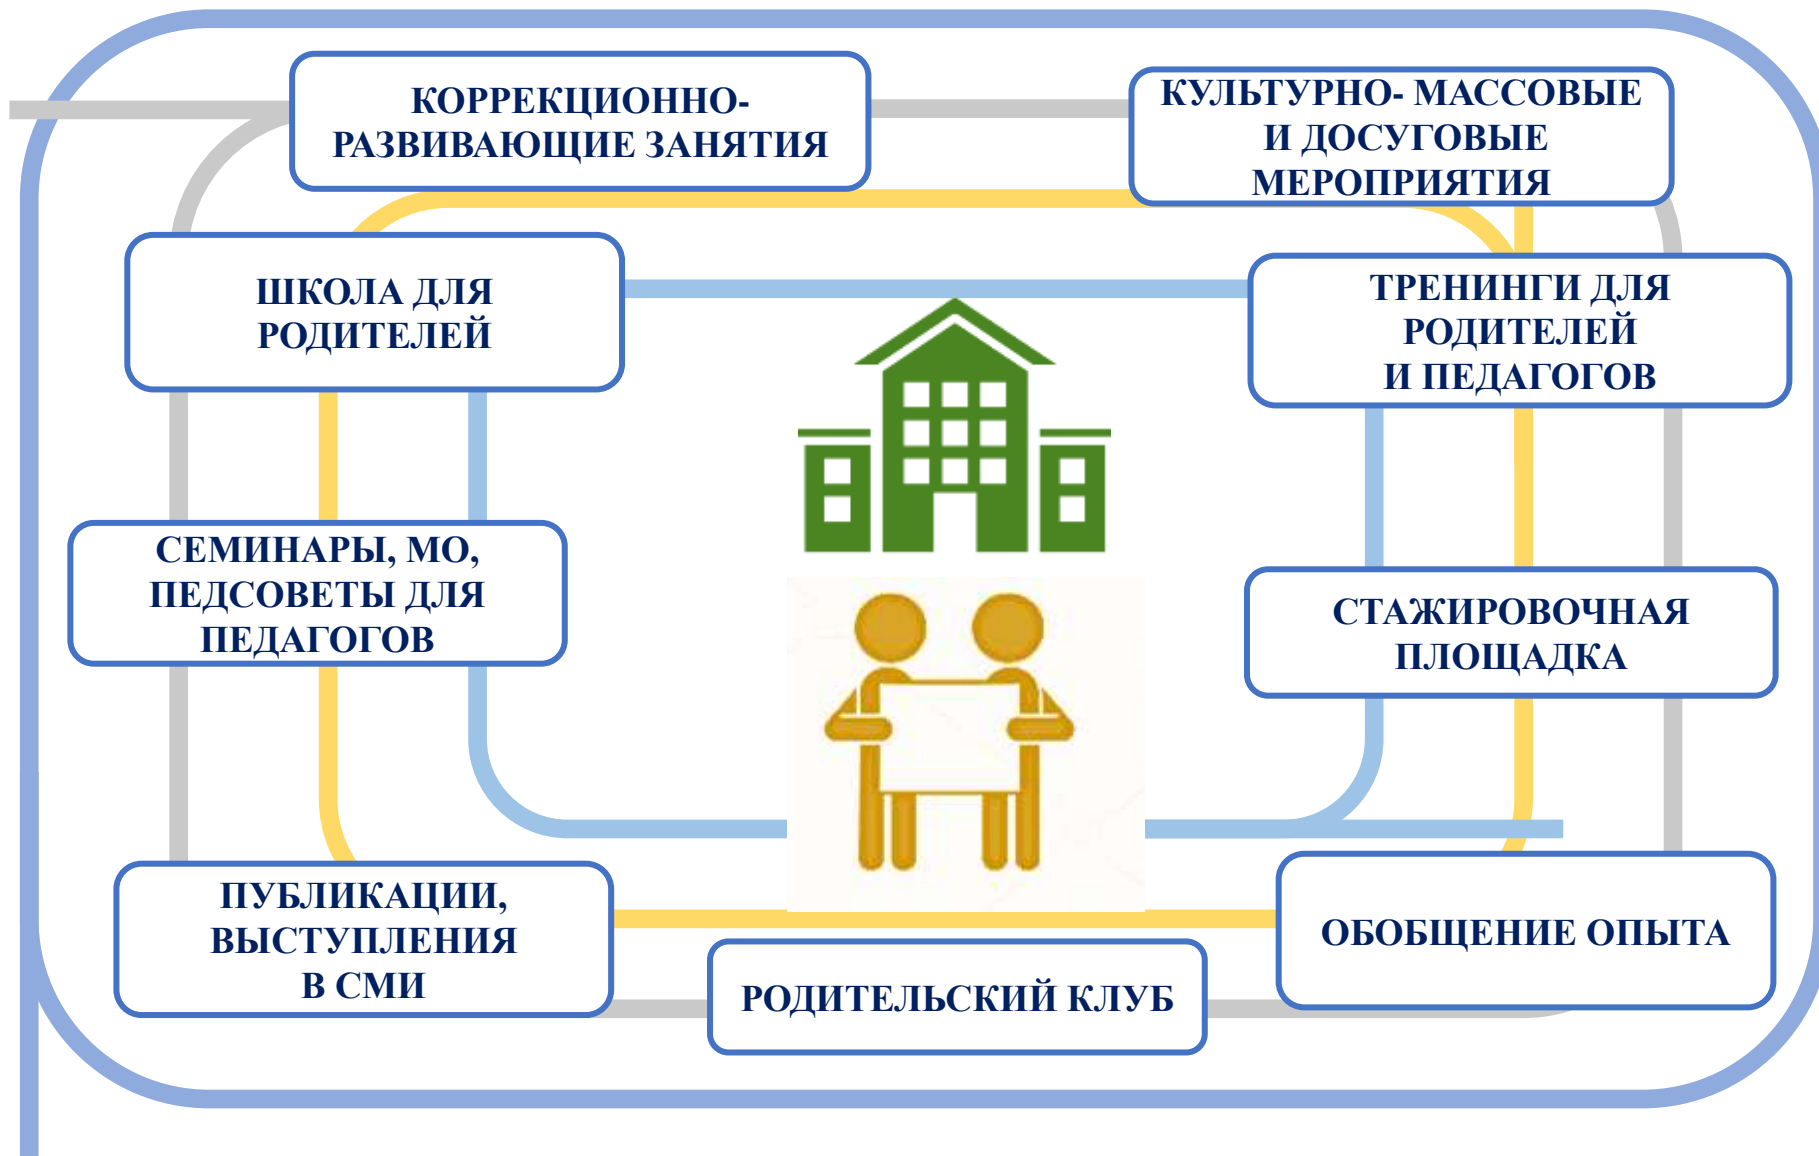 КОРРЕКЦИОННО-
РАЗВИВАЮЩИЕ ЗАНЯТИЯ
КУЛЬТУРНО- МАССОВЫЕ
И ДОСУГОВЫЕ
МЕРОПРИЯТИЯ
ШКОЛА ДЛЯ
РОДИТЕЛЕЙ
ТРЕНИНГИ ДЛЯ
РОДИТЕЛЕЙ
И ПЕДАГОГОВ
СЕМИНАРЫ, МО,
ПЕДСОВЕТЫ ДЛЯ
ПЕДАГОГОВ
СТАЖИРОВОЧНАЯ
ПЛОЩАДКА
ПУБЛИКАЦИИ,
ВЫСТУПЛЕНИЯ
В СМИ
РОДИТЕЛЬСКИЙ КЛУБ
ОБОБЩЕНИЕ ОПЫТА